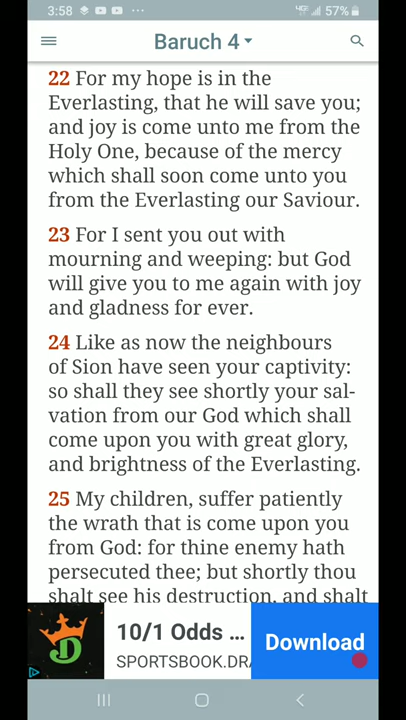 3:58 57%
Baruch 4
22 For my hope is in the
Everlasting, that he will save you;
and joy is come unto me from the
Holy One, because of the mercy
which shall soon come unto you
from the Everlasting our Saviour.
23 For I sent you out with
mourning and weeping: but God
will give you to me again with joy
and gladness for ever.
24 Like as now the neighbours
of Sion have seen your captivity:
so shall they see shortly your sal-
vation from our God which shall
come upon you with great glory,
and brightness of the Everlasting.
25 My children, suffer patiently
the wrath that is come upon you
from God: for thine enemy hath
persecuted thee; but shortly thou
shalt see his destruction, and shalt
10/1 Odds ...
SPORTSBOOK.DRA
Download